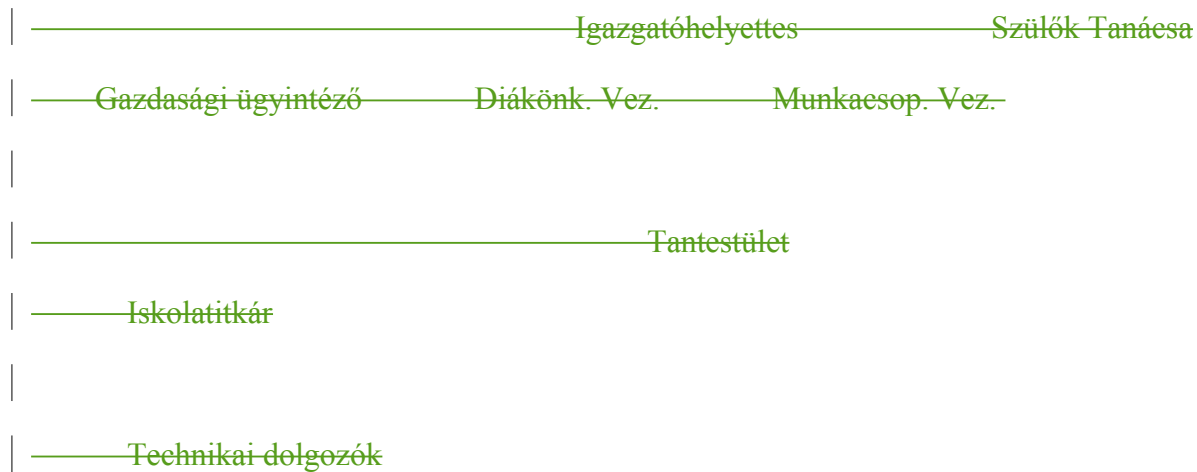 Igazgatóhelyettes Szülők Tanácsa
Gazdasági ügyintéző Diákönk. Vez. Munkacsop. Vez.
Tantestület
Iskolatitkár
Technikai dolgozók